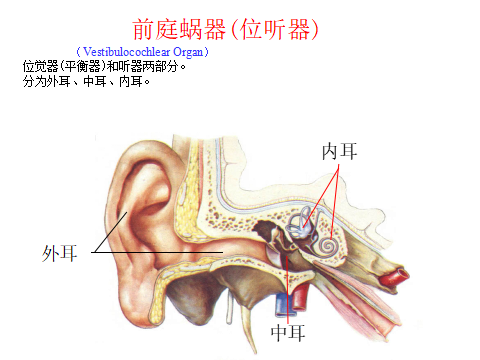 前庭蜗器(位听器)
（Vestibulocochlear Organ）
位觉器(平衡器)和听器两部分。
分为外耳、中耳、内耳。
内耳
外耳
中耳